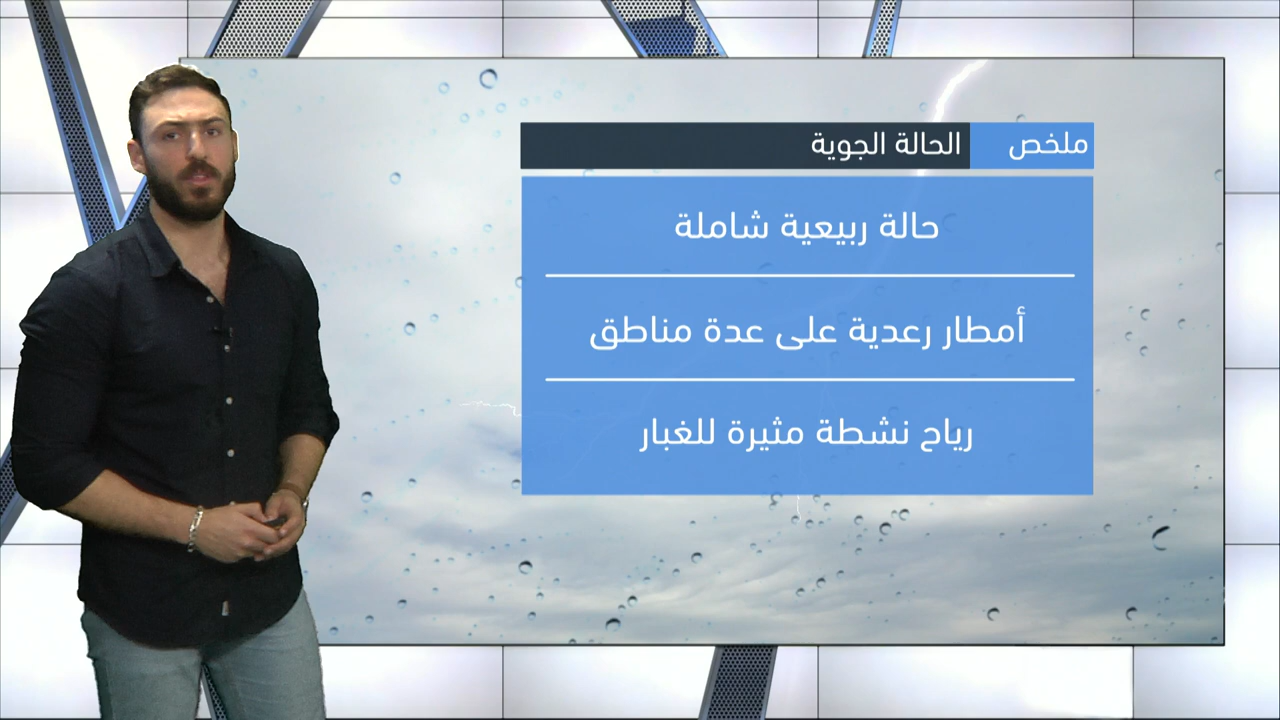 ملخص الحالة الجوية
حالة ربيعية شاملة
أمطار رعدية على عدة مناطق
رياح نشطة مثيرة للغبار